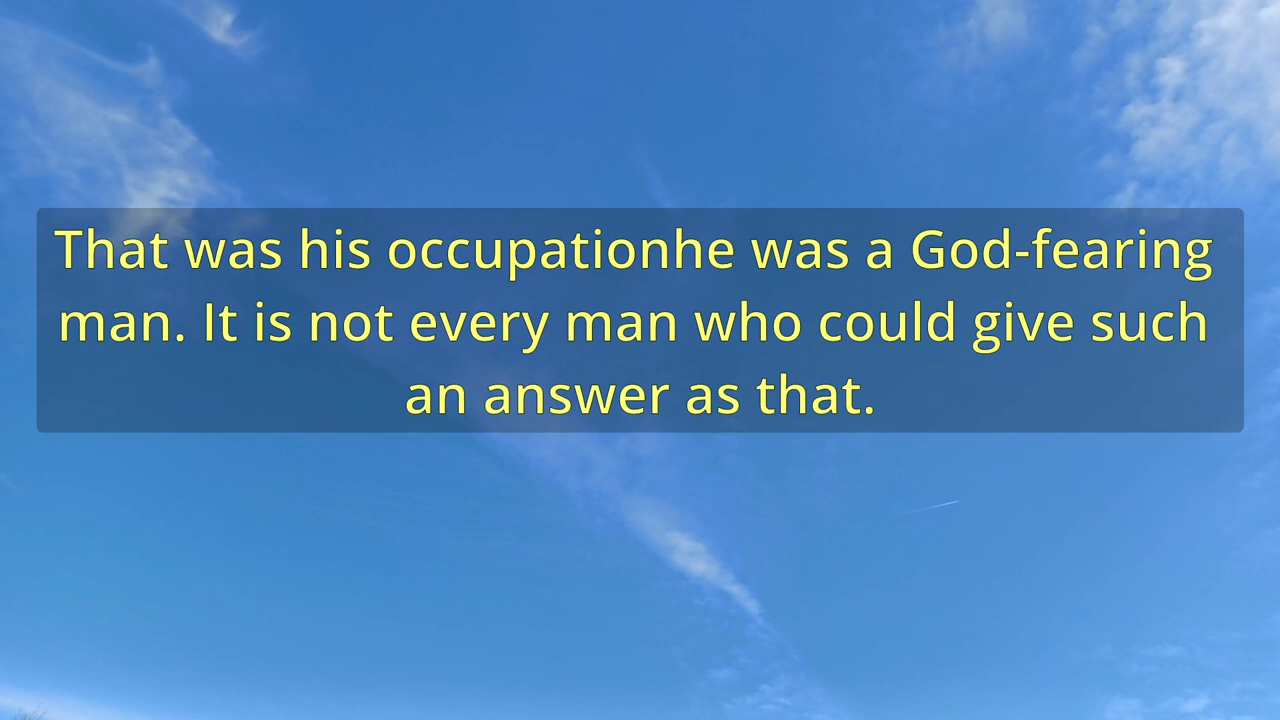 That was his occupationhe was a God-fearing
man. It is not every man who could give such
an answer as that.